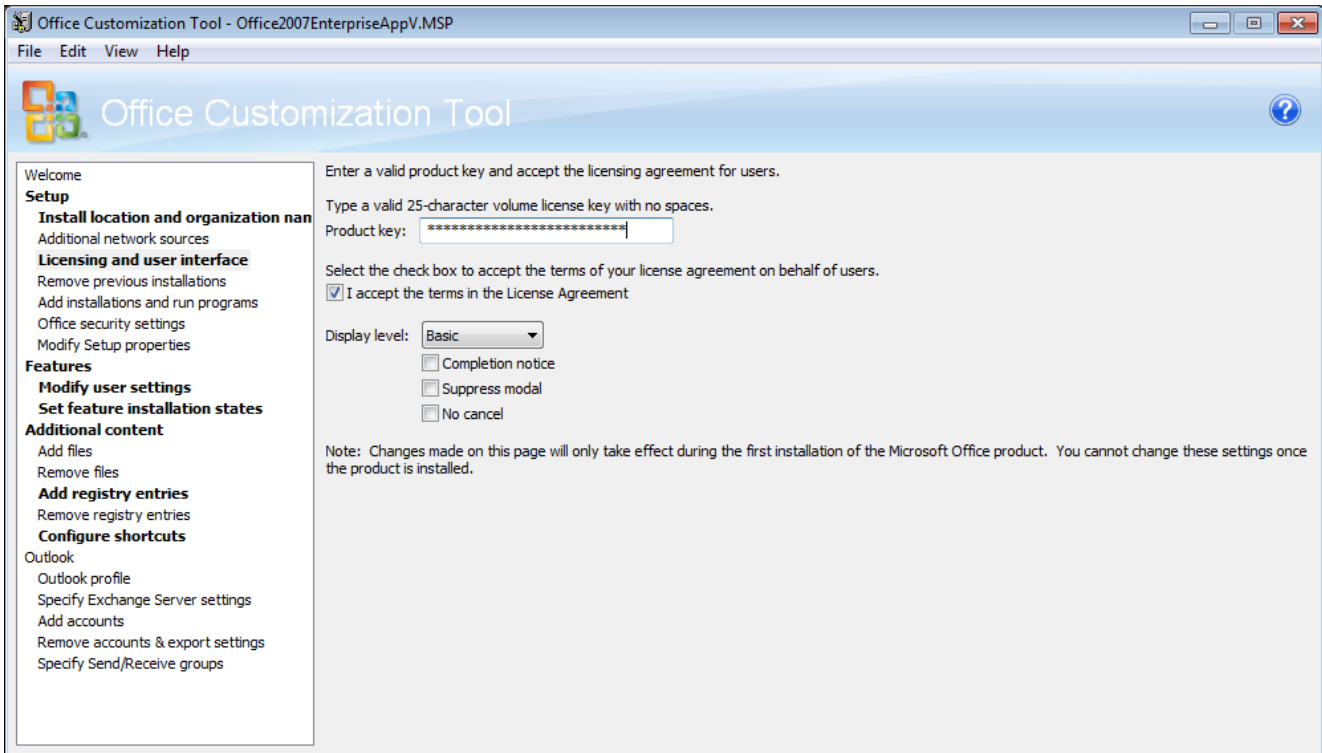 Office Customization Tool - Office2007EnterpriseAppV.MSP
File Edit View Help
Office Customization Tool
Welcome
Setup
Install location and organization nan
Additional network sources
Licensing and user interface
Remove previous installations
Add installations and run programs
Office security settings
Modify Setup properties
Features
Modify user settings
Set feature installation states
Additional content
Add files
Remove files
Add registry entries
Remove registry entries
Configure shortcuts
Outlook
Outlook profile
Specify Exchange Server settings
Add accounts
Remove accounts & export settings
Specify Send/Receive groups
Enter a valid product key and accept the licensing agreement for users.
Type a valid 25-character volume license key with no spaces.
Product key: *************************
Select the check box to accept the terms of your license agreement on behalf of users.
I accept the terms in the License Agreement
Display level: Basic
Completion notice
Suppress modal
No cancel
Note: Changes made on this page will only take effect during the first installation of the Microsoft Office product. You cannot change these settings once
the product is installed.